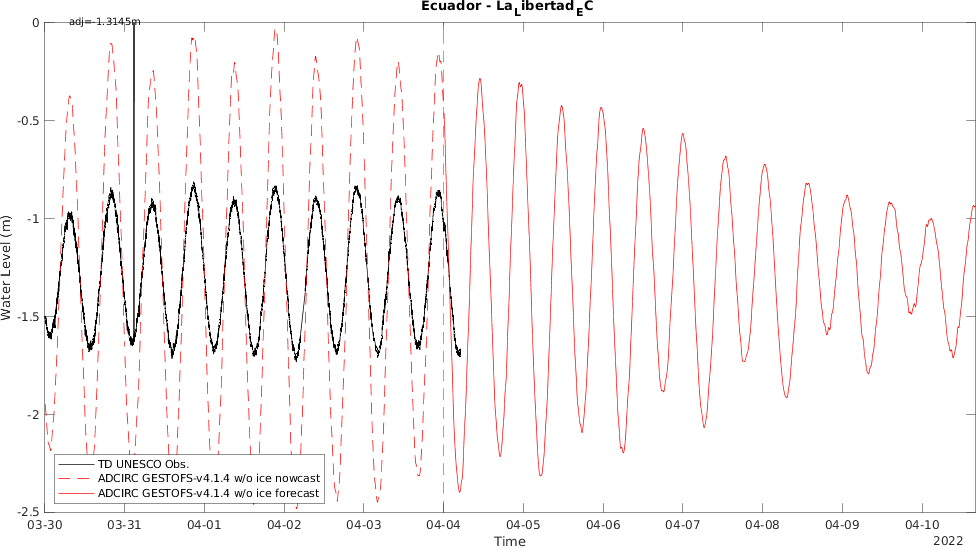 Ecuador - LaLibertadEC
adj=-1.3145m
0
-0.5
-1
-1.5
-2
-2.5
Water Level (m)
TD UNESCO Obs.
ADCIRC GESTOFS-v4.1.4 w/o ice nowcast
ADCIRC GESTOFS-v4.1.4 w/o ice forecast
03-30 03-31 04-01 04-02 04-03 04-04 04-05 04-06 04-07 04-08 04-09 04-10
Time
2022